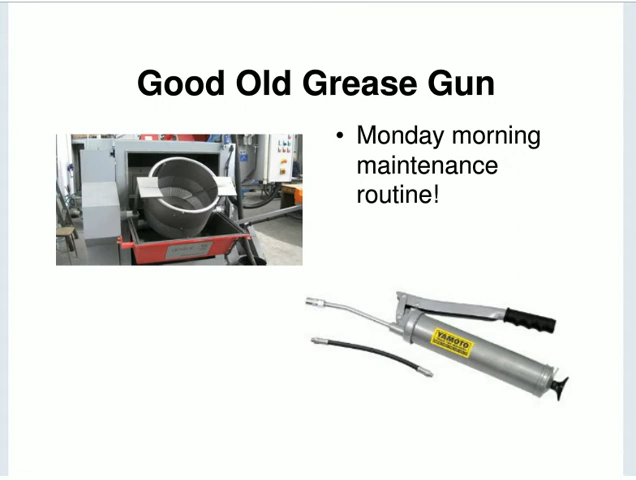 Good Old Grease Gun
• Monday morning
maintenance
routine!
YAMOTO